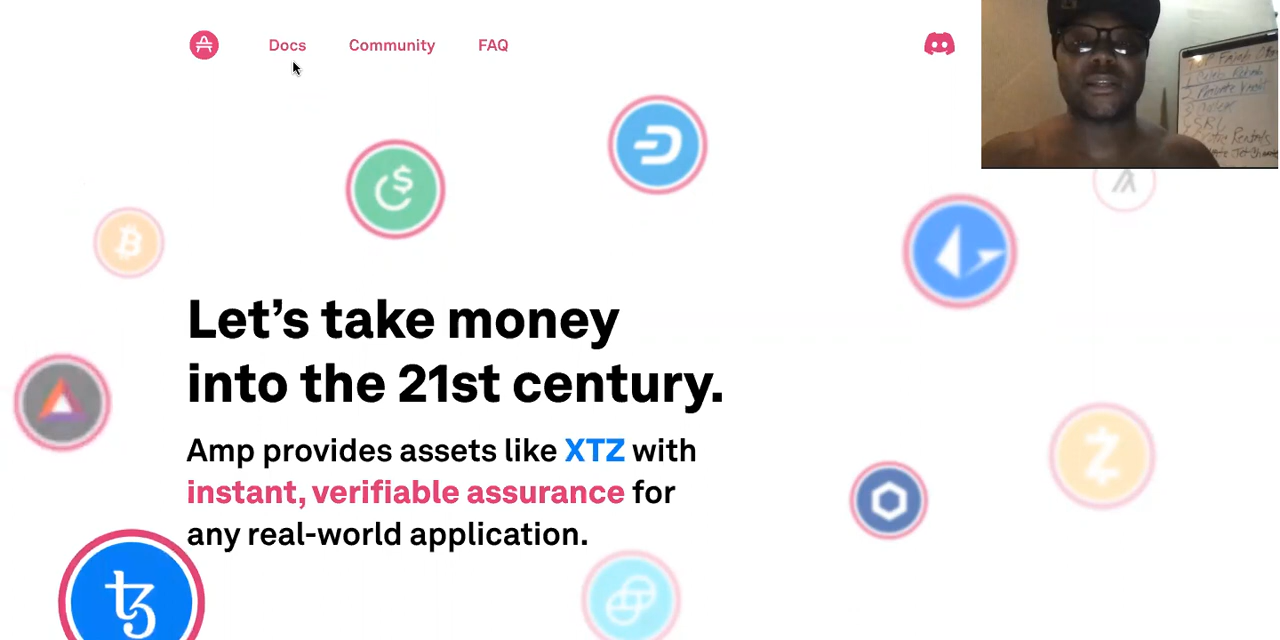 Docs
Community
FAQ
Let’s take money
into the 21st century.
Amp provides assets like XTZ with
instant, verifiable assurance for
any real-world application.